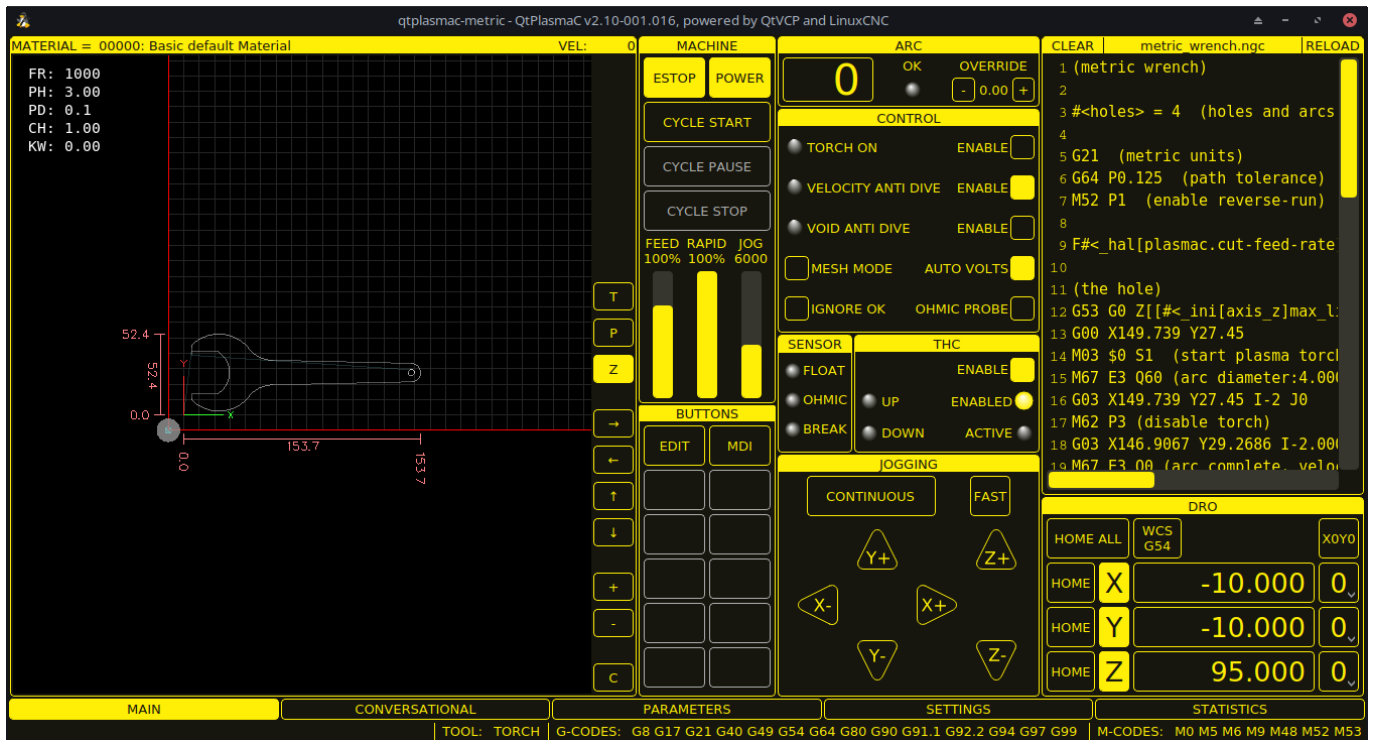 qtplasmac-metric - QtPlasmaC v2.10-001.016, powered by QtVCP and LinuxCNC
MATERIAL = 00000: Basic default Material VEL: 0
FR: 1000
PH: 3.00
PD: 0.1
CH: 1.00
KW: 0.00
52.4
52.4
0.0
Y
X
153.7
0.0
153.7
T
P
Z
→
←
↑
↓
+
-
C
MACHINE
ESTOP POWER
CYCLE START
CYCLE PAUSE
CYCLE STOP
FEED RAPID JOG
100% 100% 6000
BUTTONS
EDIT MDI
ARC
0 OK OVERRIDE
- 0.00 +
CONTROL
TORCH ON ENABLE
VELOCITY ANTI DIVE ENABLE
VOID ANTI DIVE ENABLE
MESH MODE AUTO VOLTS
IGNORE OK OHMIC PROBE
SENSOR
FLOAT
OHMIC
BREAK
THC
ENABLE
UP ENABLED
DOWN ACTIVE
JOGGING
CONTINUOUS FAST
Y+ Z+
X- X+
Y- Z-
CLEAR metric_wrench.ngc RELOAD
1 (metric wrench)
2
3 #<holes> = 4 (holes and arcs
4
5 G21 (metric units)
6 G64 P0.125 (path tolerance)
7 M52 P1 (enable reverse-run)
8
9 F#<_hal[plasmac.cut-feed-rate
10
11 (the hole)
12 G53 G0 Z[[#<_ini[axis_z]max_li
13 G00 X149.739 Y27.45
14 M03 $0 S1 (start plasma torch
15 M67 E3 Q60 (arc diameter:4.000
16 G03 X149.739 Y27.45 I-2 J0
17 M62 P3 (disable torch)
18 G03 X146.9067 Y29.2686 I-2.000
19 M67 E3 Q0 (arc complete, veloc
DRO
HOME ALL WCS G54 X0Y0
HOME X -10.000 0
HOME Y -10.000 0
HOME Z 95.000 0
MAIN CONVERSATIONAL PARAMETERS SETTINGS STATISTICS
TOOL: TORCH G-CODES: G8 G17 G21 G40 G49 G54 G64 G80 G90 G91.1 G92.2 G94 G97 G99 M-CODES: M0 M5 M6 M9 M48 M52 M53